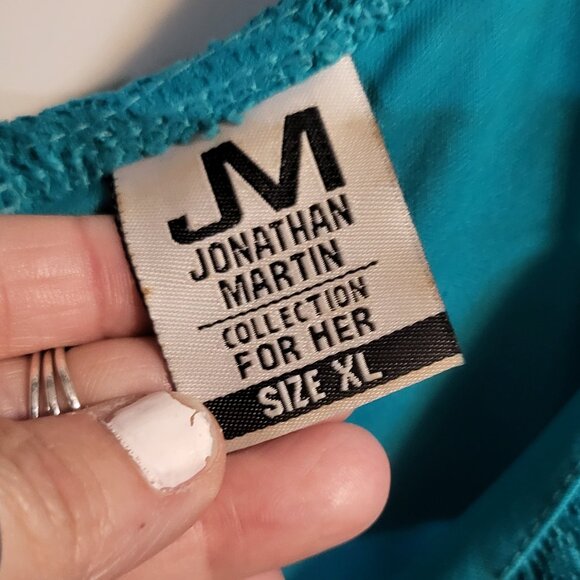 JM
JONATHAN
MARTIN
COLLECTION
FOR HER
SIZE XL